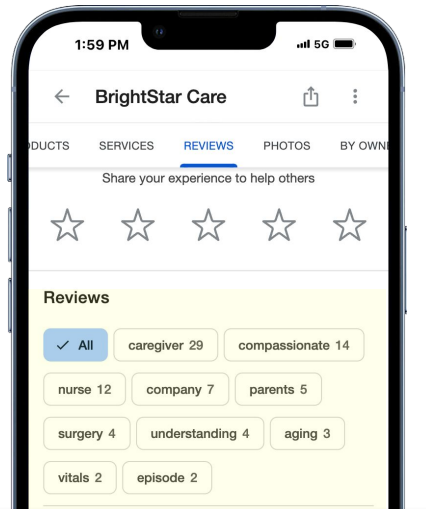 1:59 PM 5G
BrightStar Care
ODUCTS SERVICES REVIEWS PHOTOS BY OWNE
Share your experience to help others
Reviews
All caregiver 29 compassionate 14
nurse 12 company 7 parents 5
surgery 4 understanding 4 aging 3
vitals 2 episode 2